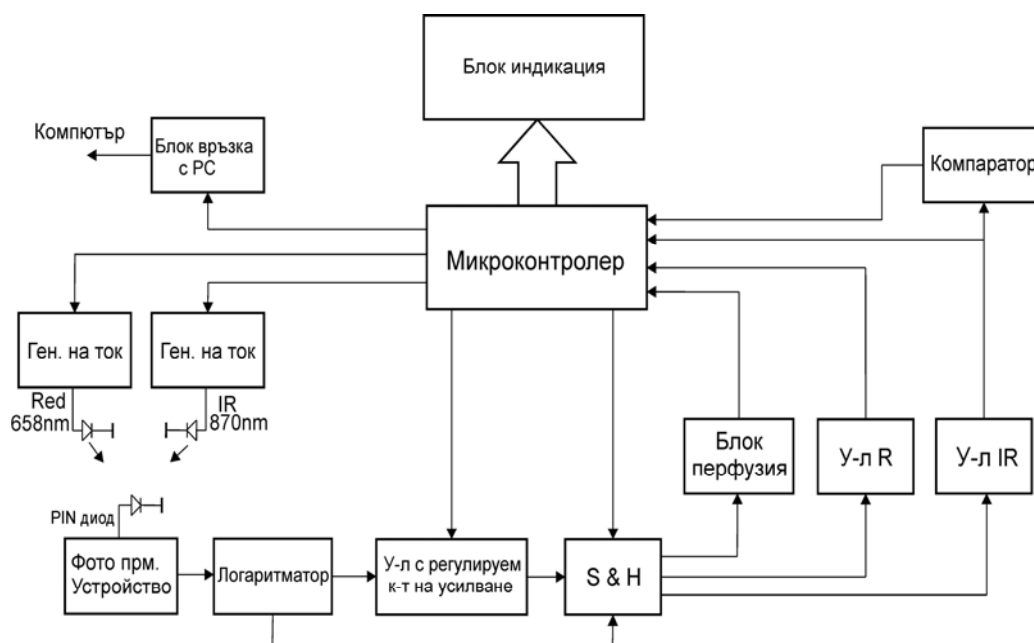 Блок индикация
Компютър
Блок връзка
с PC
Компаратор
Микроконтролер
Ген. на ток
Ген. на ток
Red
658nm
IR
870nm
Блок
перфузия
У-л R
У-л IR
PIN диод
Фото прм.
Устройство
Логаритматор
У-л с регулируем
к-т на усилване
S & H